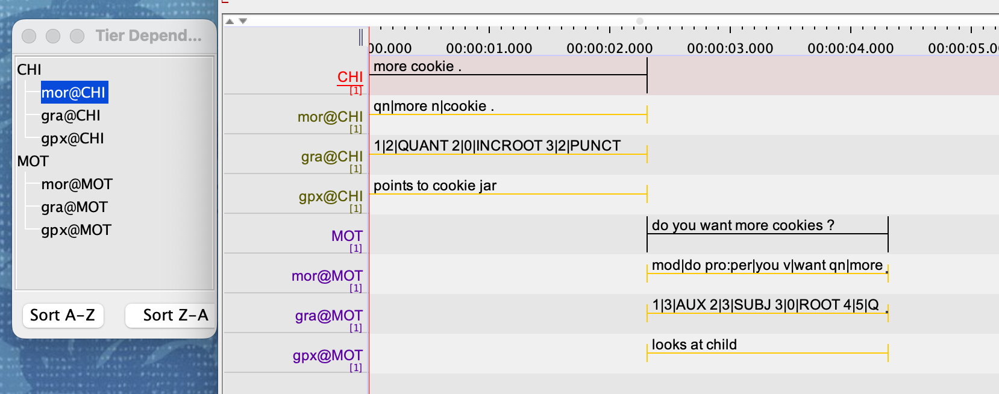 Tier Depend...
CHI
mor@CHI
gra@CHI
gpx@CHI
MOT
mor@MOT
gra@MOT
gpx@MOT
Sort A-Z
Sort Z-A
00.000 00:00:01.000 00:00:02.000 00:00:03.000 00:00:04.000 00:00:05.0
CHI
[1]
more cookie .
mor@CHI
[1]
qn|more n|cookie .
gra@CHI
[1]
1|2|QUANT 2|0|INCROOT 3|2|PUNCT
gpx@CHI
[1]
points to cookie jar
MOT
[1]
do you want more cookies ?
mor@MOT
[1]
mod|do pro:per|you v|want qn|more
gra@MOT
[1]
1|3|AUX 2|3|SUBJ 3|0|ROOT 4|5|Q
gpx@MOT
[1]
looks at child